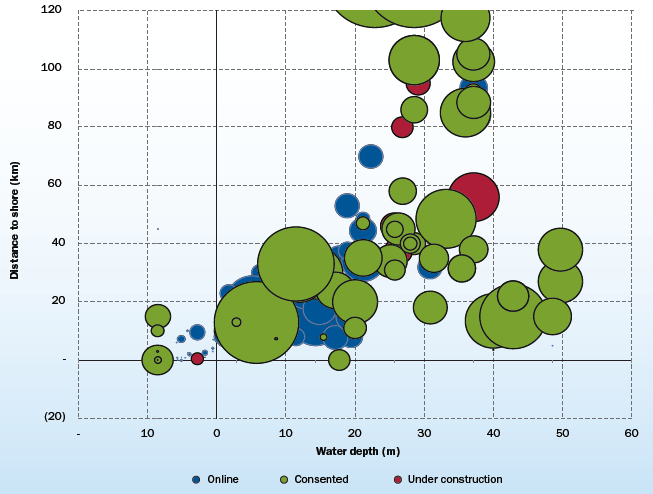 120
100
80
60
40
20
-
(20)
Distance to shore (km)
- 10 0 10 20 30 40 50 60
Water depth (m)
Online Consented Under construction